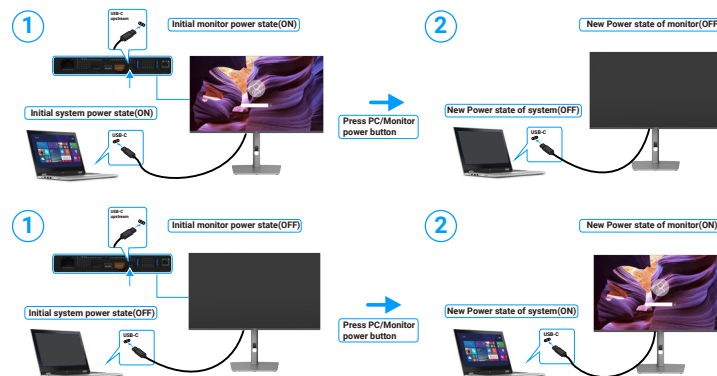 1
USB-C
upstream
Initial monitor power state(ON)
Initial system power state(ON)
USB-C
Press PC/Monitor
power button
2
New Power state of monitor(OFF
New Power state of system(OFF)
USB-C
1
USB-C
upstream
Initial monitor power state(OFF)
Initial system power state(OFF)
USB-C
Press PC/Monitor
power button
2
New Power state of monitor(ON)
New Power state of system(ON)
USB-C